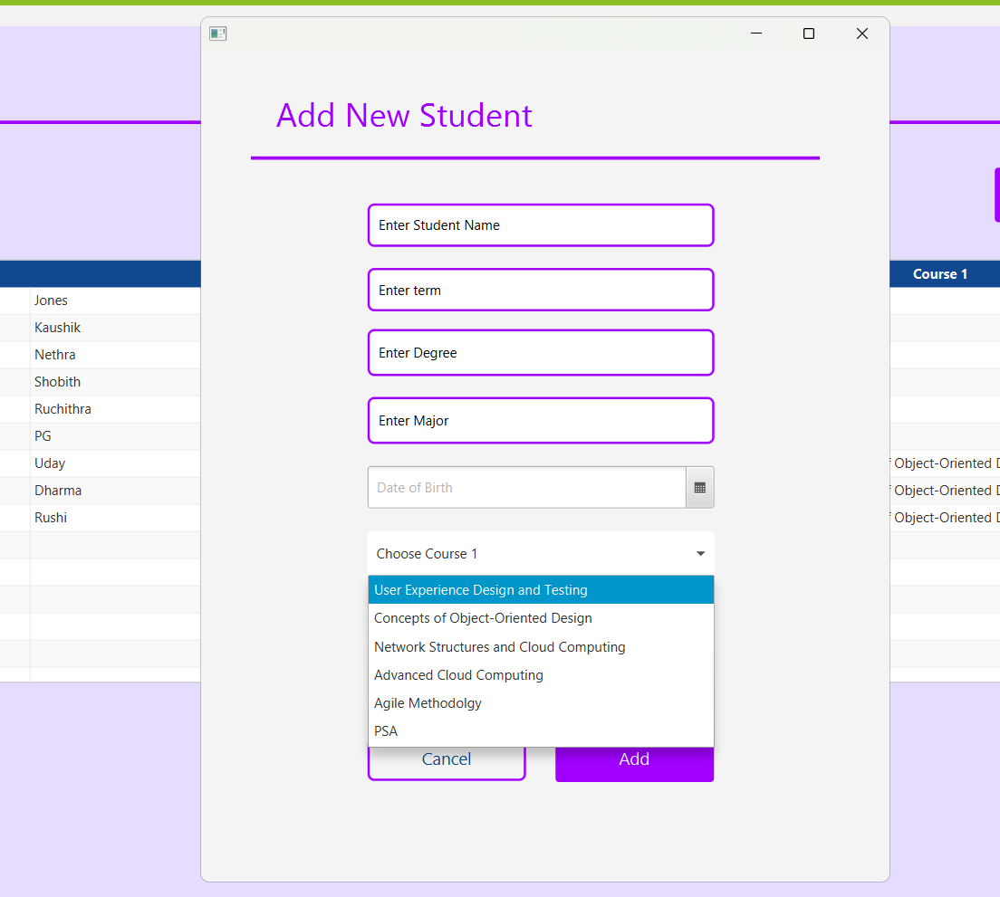 Add New Student
Enter Student Name
Enter term
Enter Degree
Enter Major
Date of Birth
Choose Course 1
User Experience Design and Testing
Concepts of Object-Oriented Design
Network Structures and Cloud Computing
Advanced Cloud Computing
Agile Methodolgy
PSA
Cancel
Add
Jones
Kaushik
Nethra
Shobith
Ruchithra
PG
Uday
Dharma
Rushi
Course 1
Object-Oriented
Object-Oriented
Object-Oriented